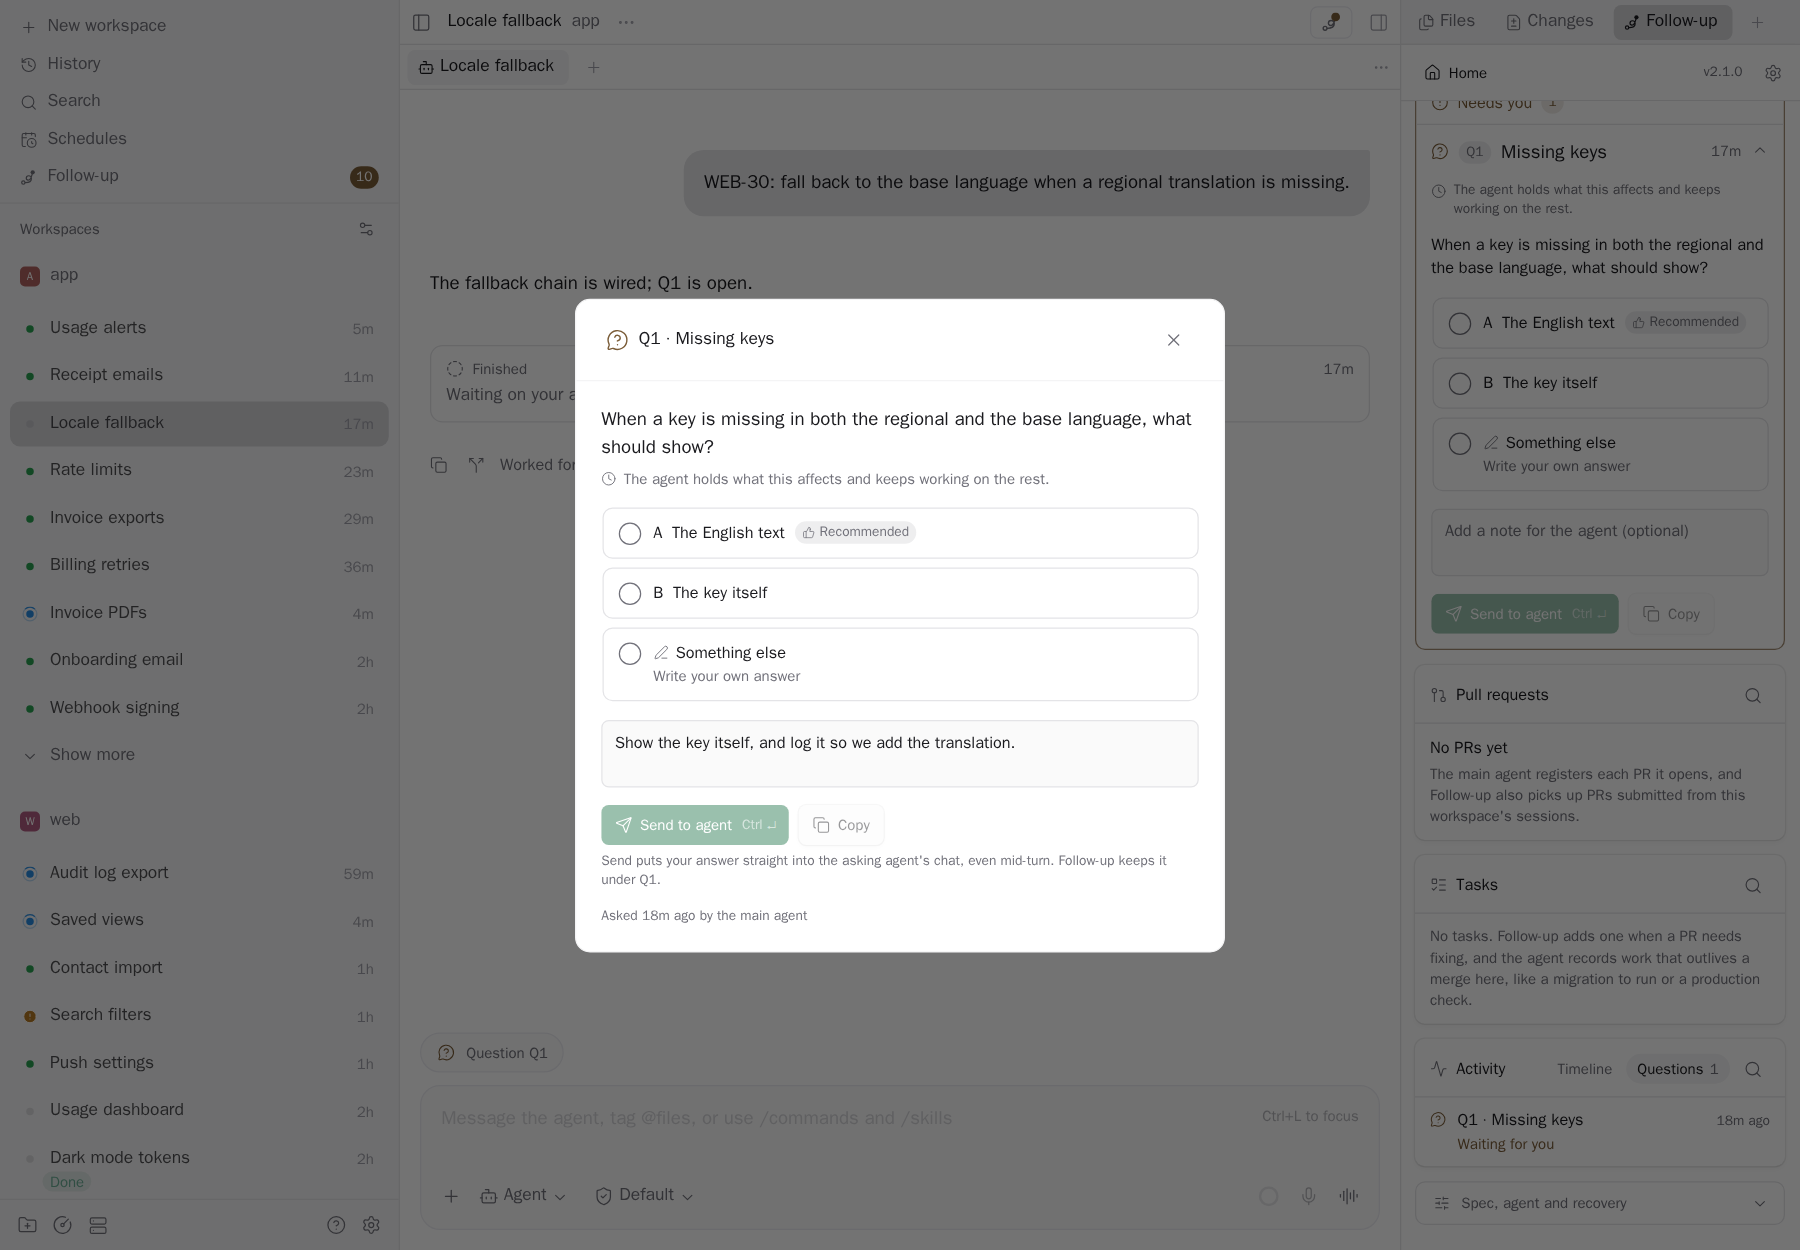 New workspace
History
Search
Schedules
Follow-up 10
Workspaces
A app
Usage alerts 5m
Receipt emails 11m
Locale fallback 17m
Rate limits 23m
Invoice exports 29m
Billing retries 36m
Invoice PDFs 4m
Onboarding email 2h
Webhook signing 2h
Show more
W web
Audit log export 59m
Saved views 4m
Contact import 1h
Search filters 1h
Push settings 1h
Usage dashboard 2h
Dark mode tokens 2h
Done
Locale fallback app
Locale fallback
WEB-30: fall back to the base language when a regional translation is missing.
The fallback chain is wired; Q1 is open.
Finished 17m
Waiting on your a
Worked for
Q1 · Missing keys
When a key is missing in both the regional and the base language, what
should show?
The agent holds what this affects and keeps working on the rest.
A The English text Recommended
B The key itself
Something else
Write your own answer
Show the key itself, and log it so we add the translation.
Send to agent Ctrl ↵ Copy
Send puts your answer straight into the asking agent's chat, even mid-turn. Follow-up keeps it
under Q1.
Asked 18m ago by the main agent
Question Q1
Message the agent, tag @files, or use /commands and /skills
Ctrl+L to focus
Agent Default
Files Changes Follow-up
Home v2.1.0
Needs you 1
Q1 Missing keys 17m
The agent holds what this affects and keeps
working on the rest.
When a key is missing in both the regional and
the base language, what should show?
A The English text Recommended
B The key itself
Something else
Write your own answer
Add a note for the agent (optional)
Send to agent Ctrl ↵ Copy
Pull requests
No PRs yet
The main agent registers each PR it opens, and
Follow-up also picks up PRs submitted from this
workspace's sessions.
Tasks
No tasks. Follow-up adds one when a PR needs
fixing, and the agent records work that outlives a
merge here, like a migration to run or a production
check.
Activity Timeline Questions 1
Q1 · Missing keys 18m ago
Waiting for you
Spec, agent and recovery